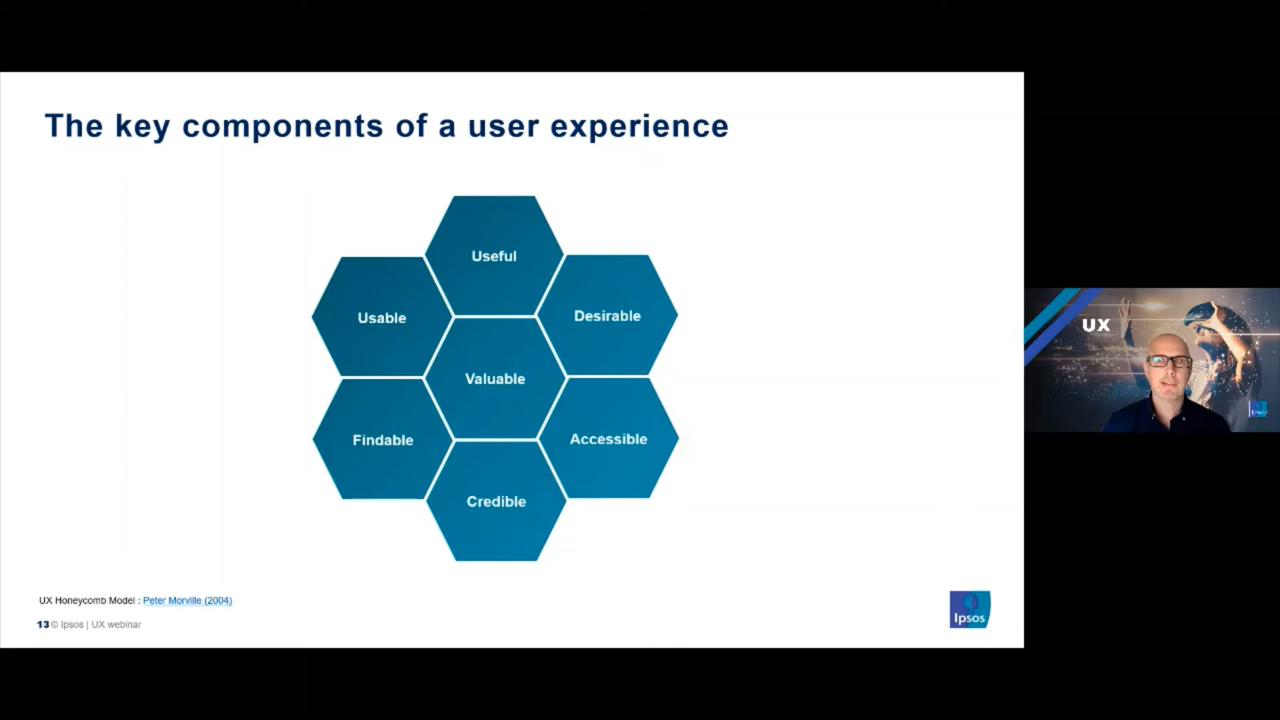 The key components of a user experience
Useful
Usable
Desirable
Valuable
Findable
Accessible
Credible
UX Honeycomb Model : Peter Morville (2004)
13 © Ipsos | UX webinar
Ipsos
UX
Ipsos